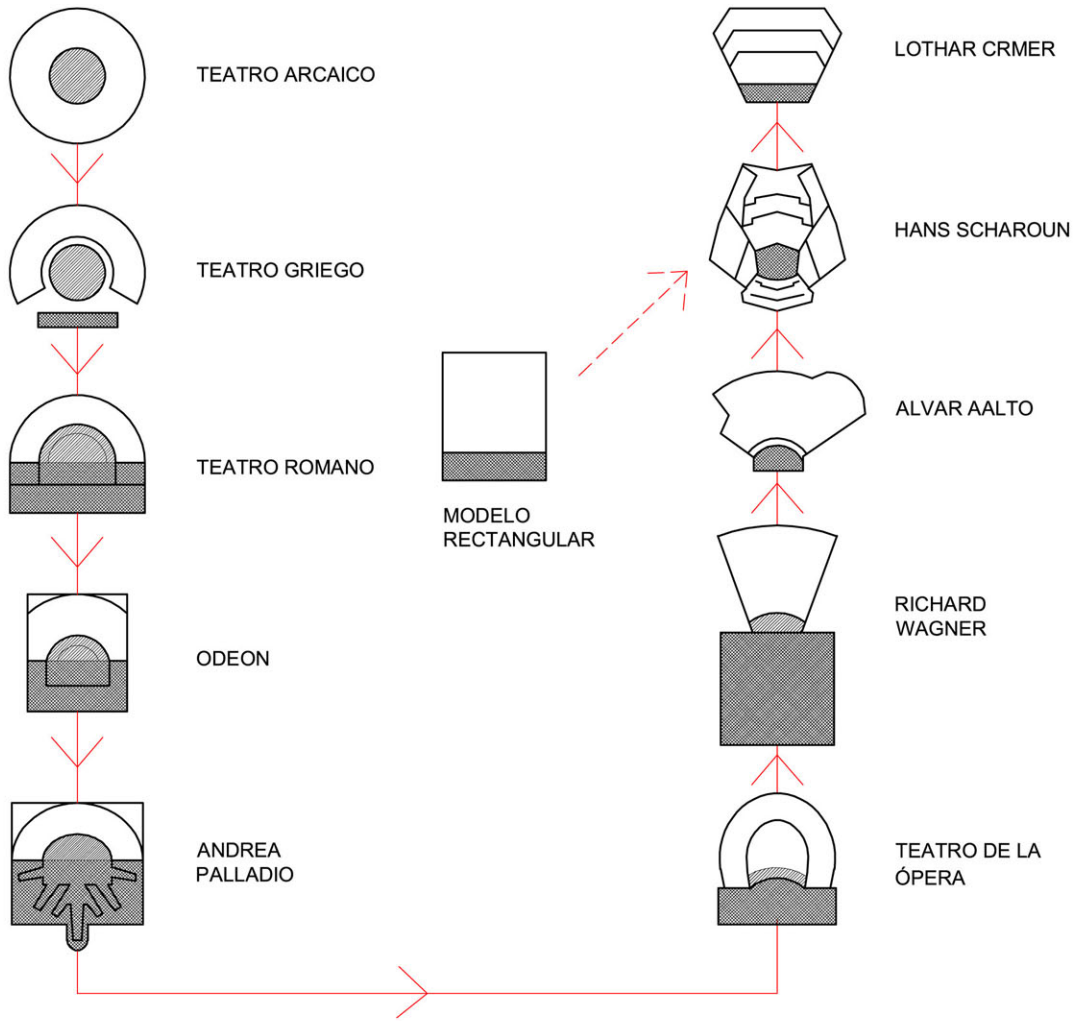 TEATRO ARCAICO
TEATRO GRIEGO
TEATRO ROMANO
ODEON
ANDREA
PALLADIO
MODELO
RECTANGULAR
LOTHAR CRMER
HANS SCHAROUN
ALVAR AALTO
RICHARD
WAGNER
TEATRO DE LA
ÓPERA